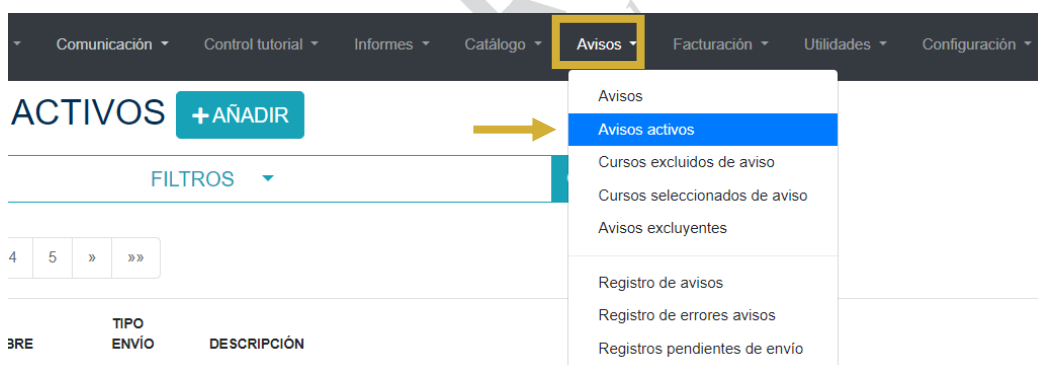 Comunicación Control tutorial Informes Catálogo Avisos Facturación Utilidades Configuración
ACTIVOS +AÑADIR
FILTROS
4 5 » »»
BRE TIPO ENVÍO DESCRIPCIÓN
Avisos
Avisos activos
Cursos excluidos de aviso
Cursos seleccionados de aviso
Avisos excluyentes
Registro de avisos
Registro de errores avisos
Registros pendientes de envío